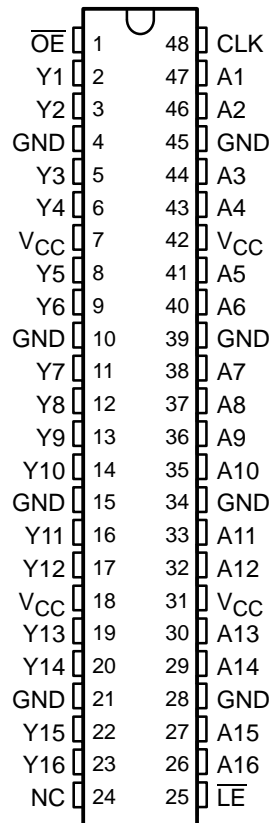 O̅E̅ 1 48 CLK
Y1 2 47 A1
Y2 3 46 A2
GND 4 45 GND
Y3 5 44 A3
Y4 6 43 A4
VCC 7 42 VCC
Y5 8 41 A5
Y6 9 40 A6
GND 10 39 GND
Y7 11 38 A7
Y8 12 37 A8
Y9 13 36 A9
Y10 14 35 A10
GND 15 34 GND
Y11 16 33 A11
Y12 17 32 A12
VCC 18 31 VCC
Y13 19 30 A13
Y14 20 29 A14
GND 21 28 GND
Y15 22 27 A15
Y16 23 26 A16
NC 24 25 L̅E̅